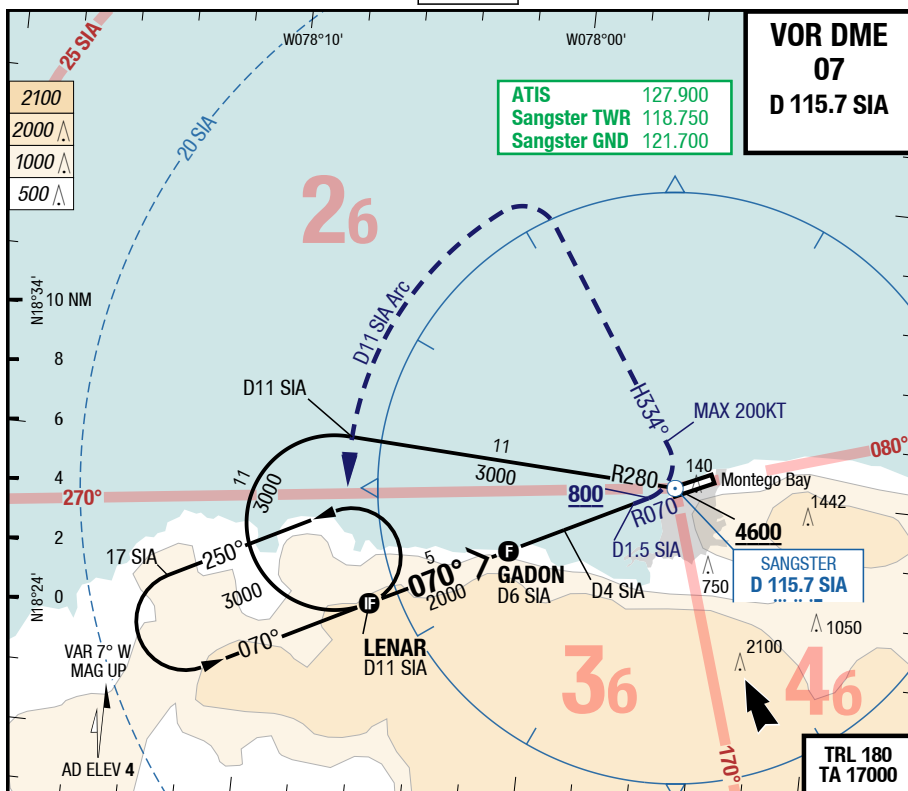 25 SIA
W078°10'
W078°00'
VOR DME
07
D 115.7 SIA
2100
2000
1000
500
20 SIA
ATIS 127.900
Sangster TWR 118.750
Sangster GND 121.700
26
N18°34'
10 NM
8
6
4
2
0
N18°24'
D11 SIA Arc
D11 SIA
H334°
MAX 200KT
11
3000
R280
11
3000
080°
140
Montego Bay
270°
800
R070
D1.5 SIA
4600
1442
17 SIA
250°
3000
5
070°
2000
F
GADON
D6 SIA
D4 SIA
750
SANGSTER
D 115.7 SIA
IF
070°
LENAR
D11 SIA
1050
2100
VAR 7° W
MAG UP
36
46
170°
AD ELEV 4
TRL 180
TA 17000